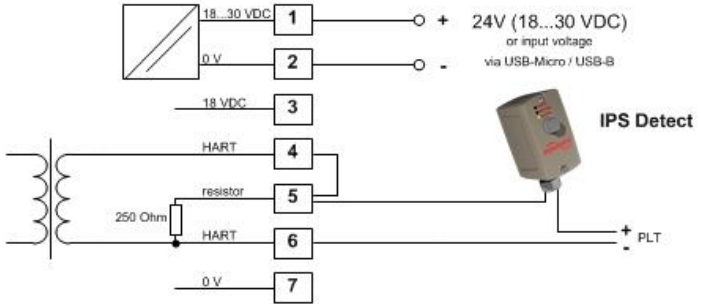 18...30 VDC
1
+
24V (18...30 VDC)
or input voltage
via USB-Micro / USB-B
0 V
2
-
18 VDC
3
IPS Detect
HART
4
resistor
5
250 Ohm
HART
6
+
-
PLT
0 V
7